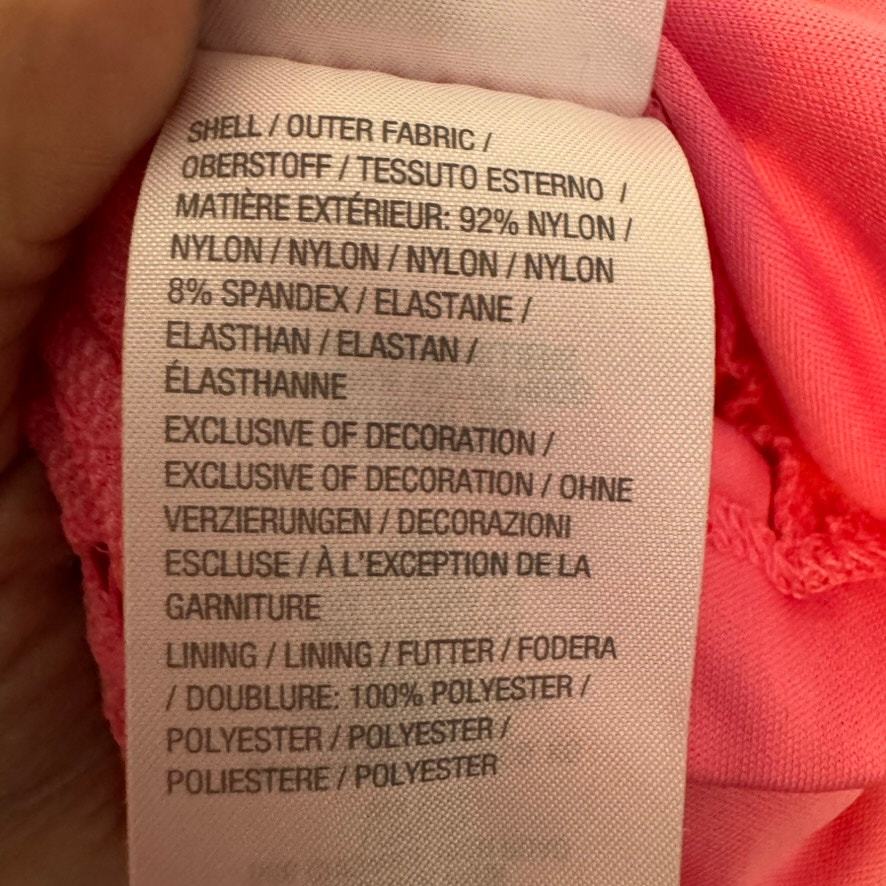 SHELL / OUTER FABRIC /
OBERSTOFF / TESSUTO ESTERNO /
MATIÈRE EXTÉRIEUR: 92% NYLON /
NYLON / NYLON / NYLON / NYLON
8% SPANDEX / ELASTANE /
ELASTHAN / ELASTAN /
ÉLASTHANNE
EXCLUSIVE OF DECORATION /
EXCLUSIVE OF DECORATION / OHNE
VERZIERUNGEN / DECORAZIONI
ESCLUSE / À L'EXCEPTION DE LA
GARNITURE
LINING / LINING / FUTTER / FODERA
/ DOUBLURE: 100% POLYESTER /
POLYESTER / POLYESTER /
POLIESTERE / POLYESTER